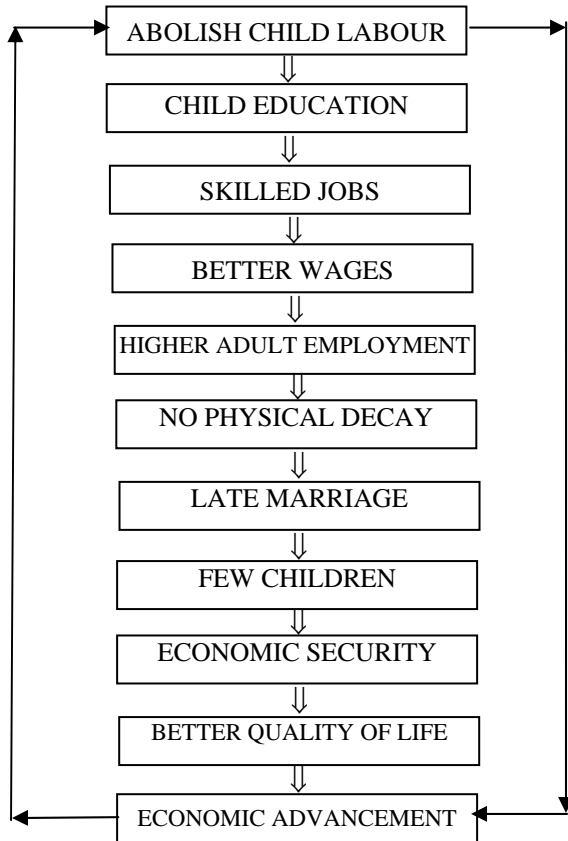 ABOLISH CHILD LABOUR
CHILD EDUCATION
SKILLED JOBS
BETTER WAGES
HIGHER ADULT EMPLOYMENT
NO PHYSICAL DECAY
LATE MARRIAGE
FEW CHILDREN
ECONOMIC SECURITY
BETTER QUALITY OF LIFE
ECONOMIC ADVANCEMENT